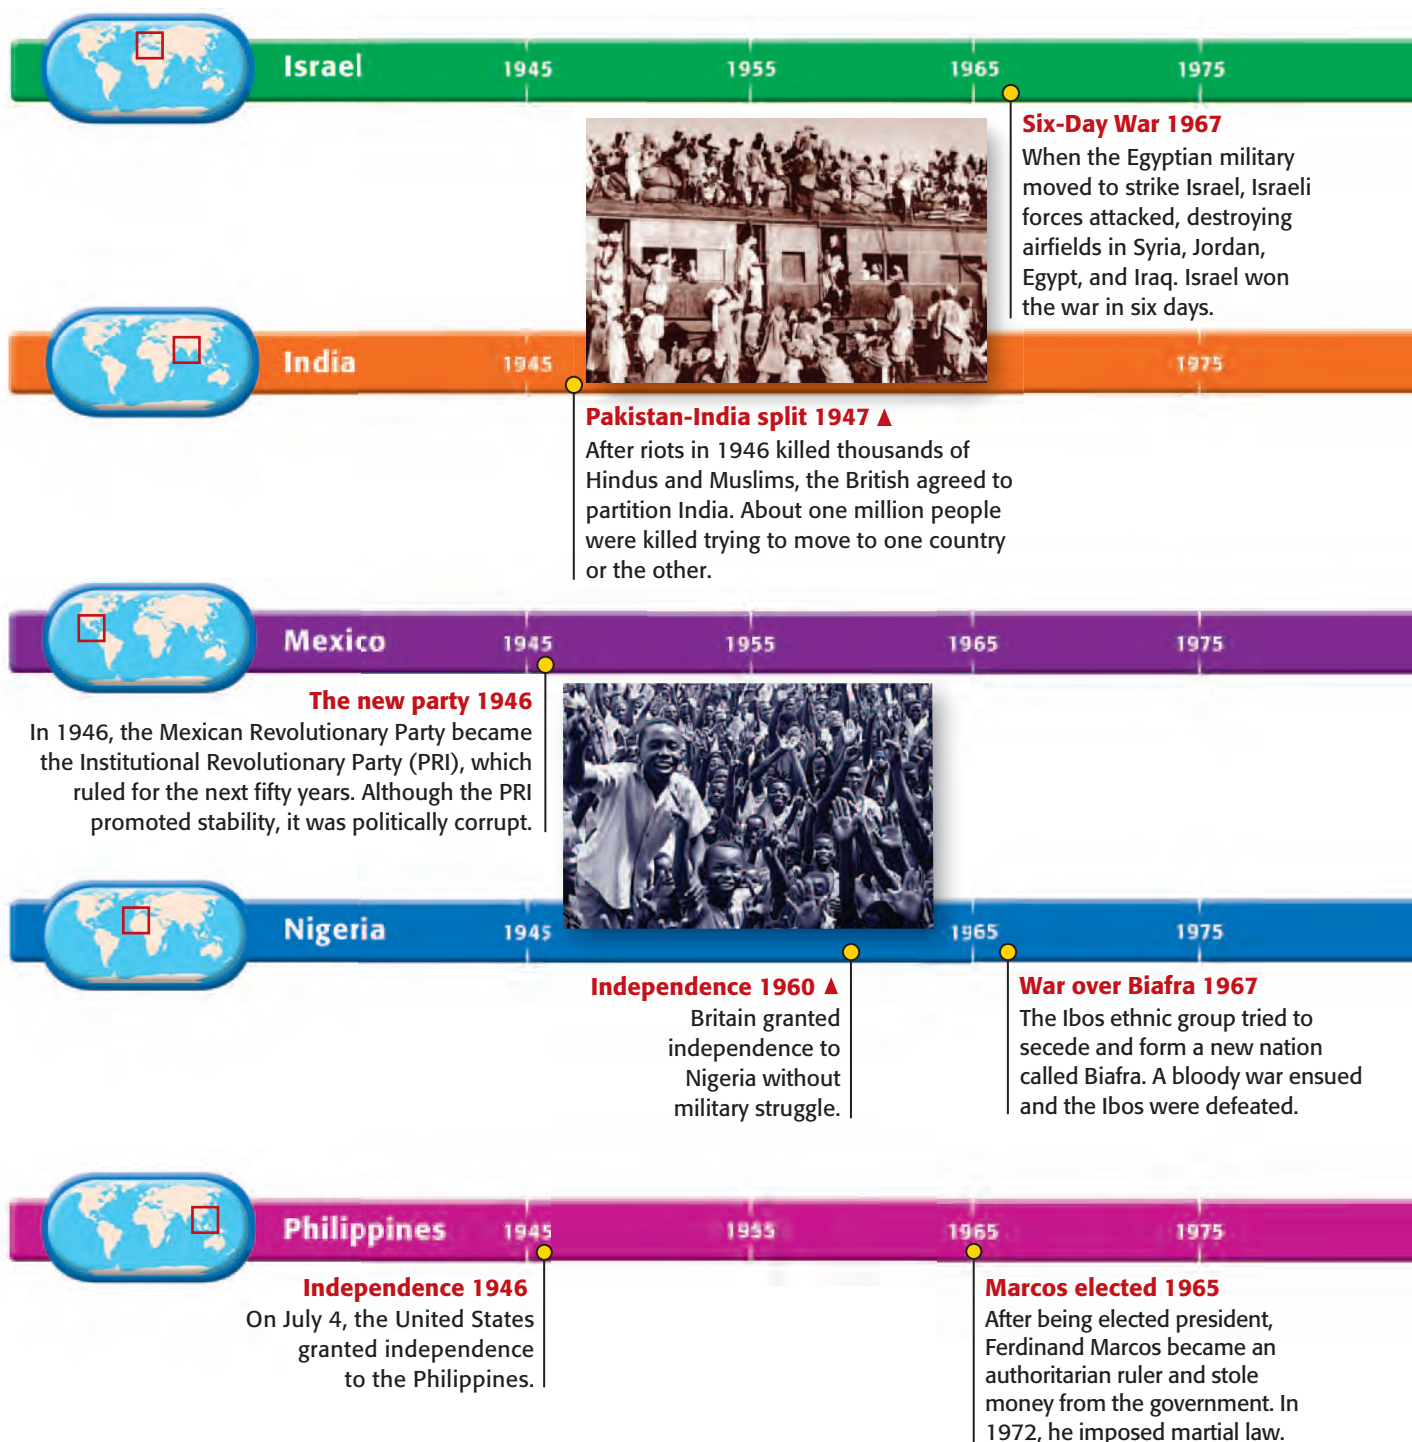 Israel 1945 1955 1965 1975
Six-Day War 1967
When the Egyptian military
moved to strike Israel, Israeli
forces attacked, destroying
airfields in Syria, Jordan,
Egypt, and Iraq. Israel won
the war in six days.
India 1945 1975
Pakistan-India split 1947 ▲
After riots in 1946 killed thousands of
Hindus and Muslims, the British agreed to
partition India. About one million people
were killed trying to move to one country
or the other.
Mexico 1945 1955 1965 1975
The new party 1946
In 1946, the Mexican Revolutionary Party became
the Institutional Revolutionary Party (PRI), which
ruled for the next fifty years. Although the PRI
promoted stability, it was politically corrupt.
Nigeria 1945 1965 1975
Independence 1960 ▲
Britain granted
independence to
Nigeria without
military struggle.
War over Biafra 1967
The Ibos ethnic group tried to
secede and form a new nation
called Biafra. A bloody war ensued
and the Ibos were defeated.
Philippines 1945 1955 1965 1975
Independence 1946
On July 4, the United States
granted independence
to the Philippines.
Marcos elected 1965
After being elected president,
Ferdinand Marcos became an
authoritarian ruler and stole
money from the government. In
1972, he imposed martial law.